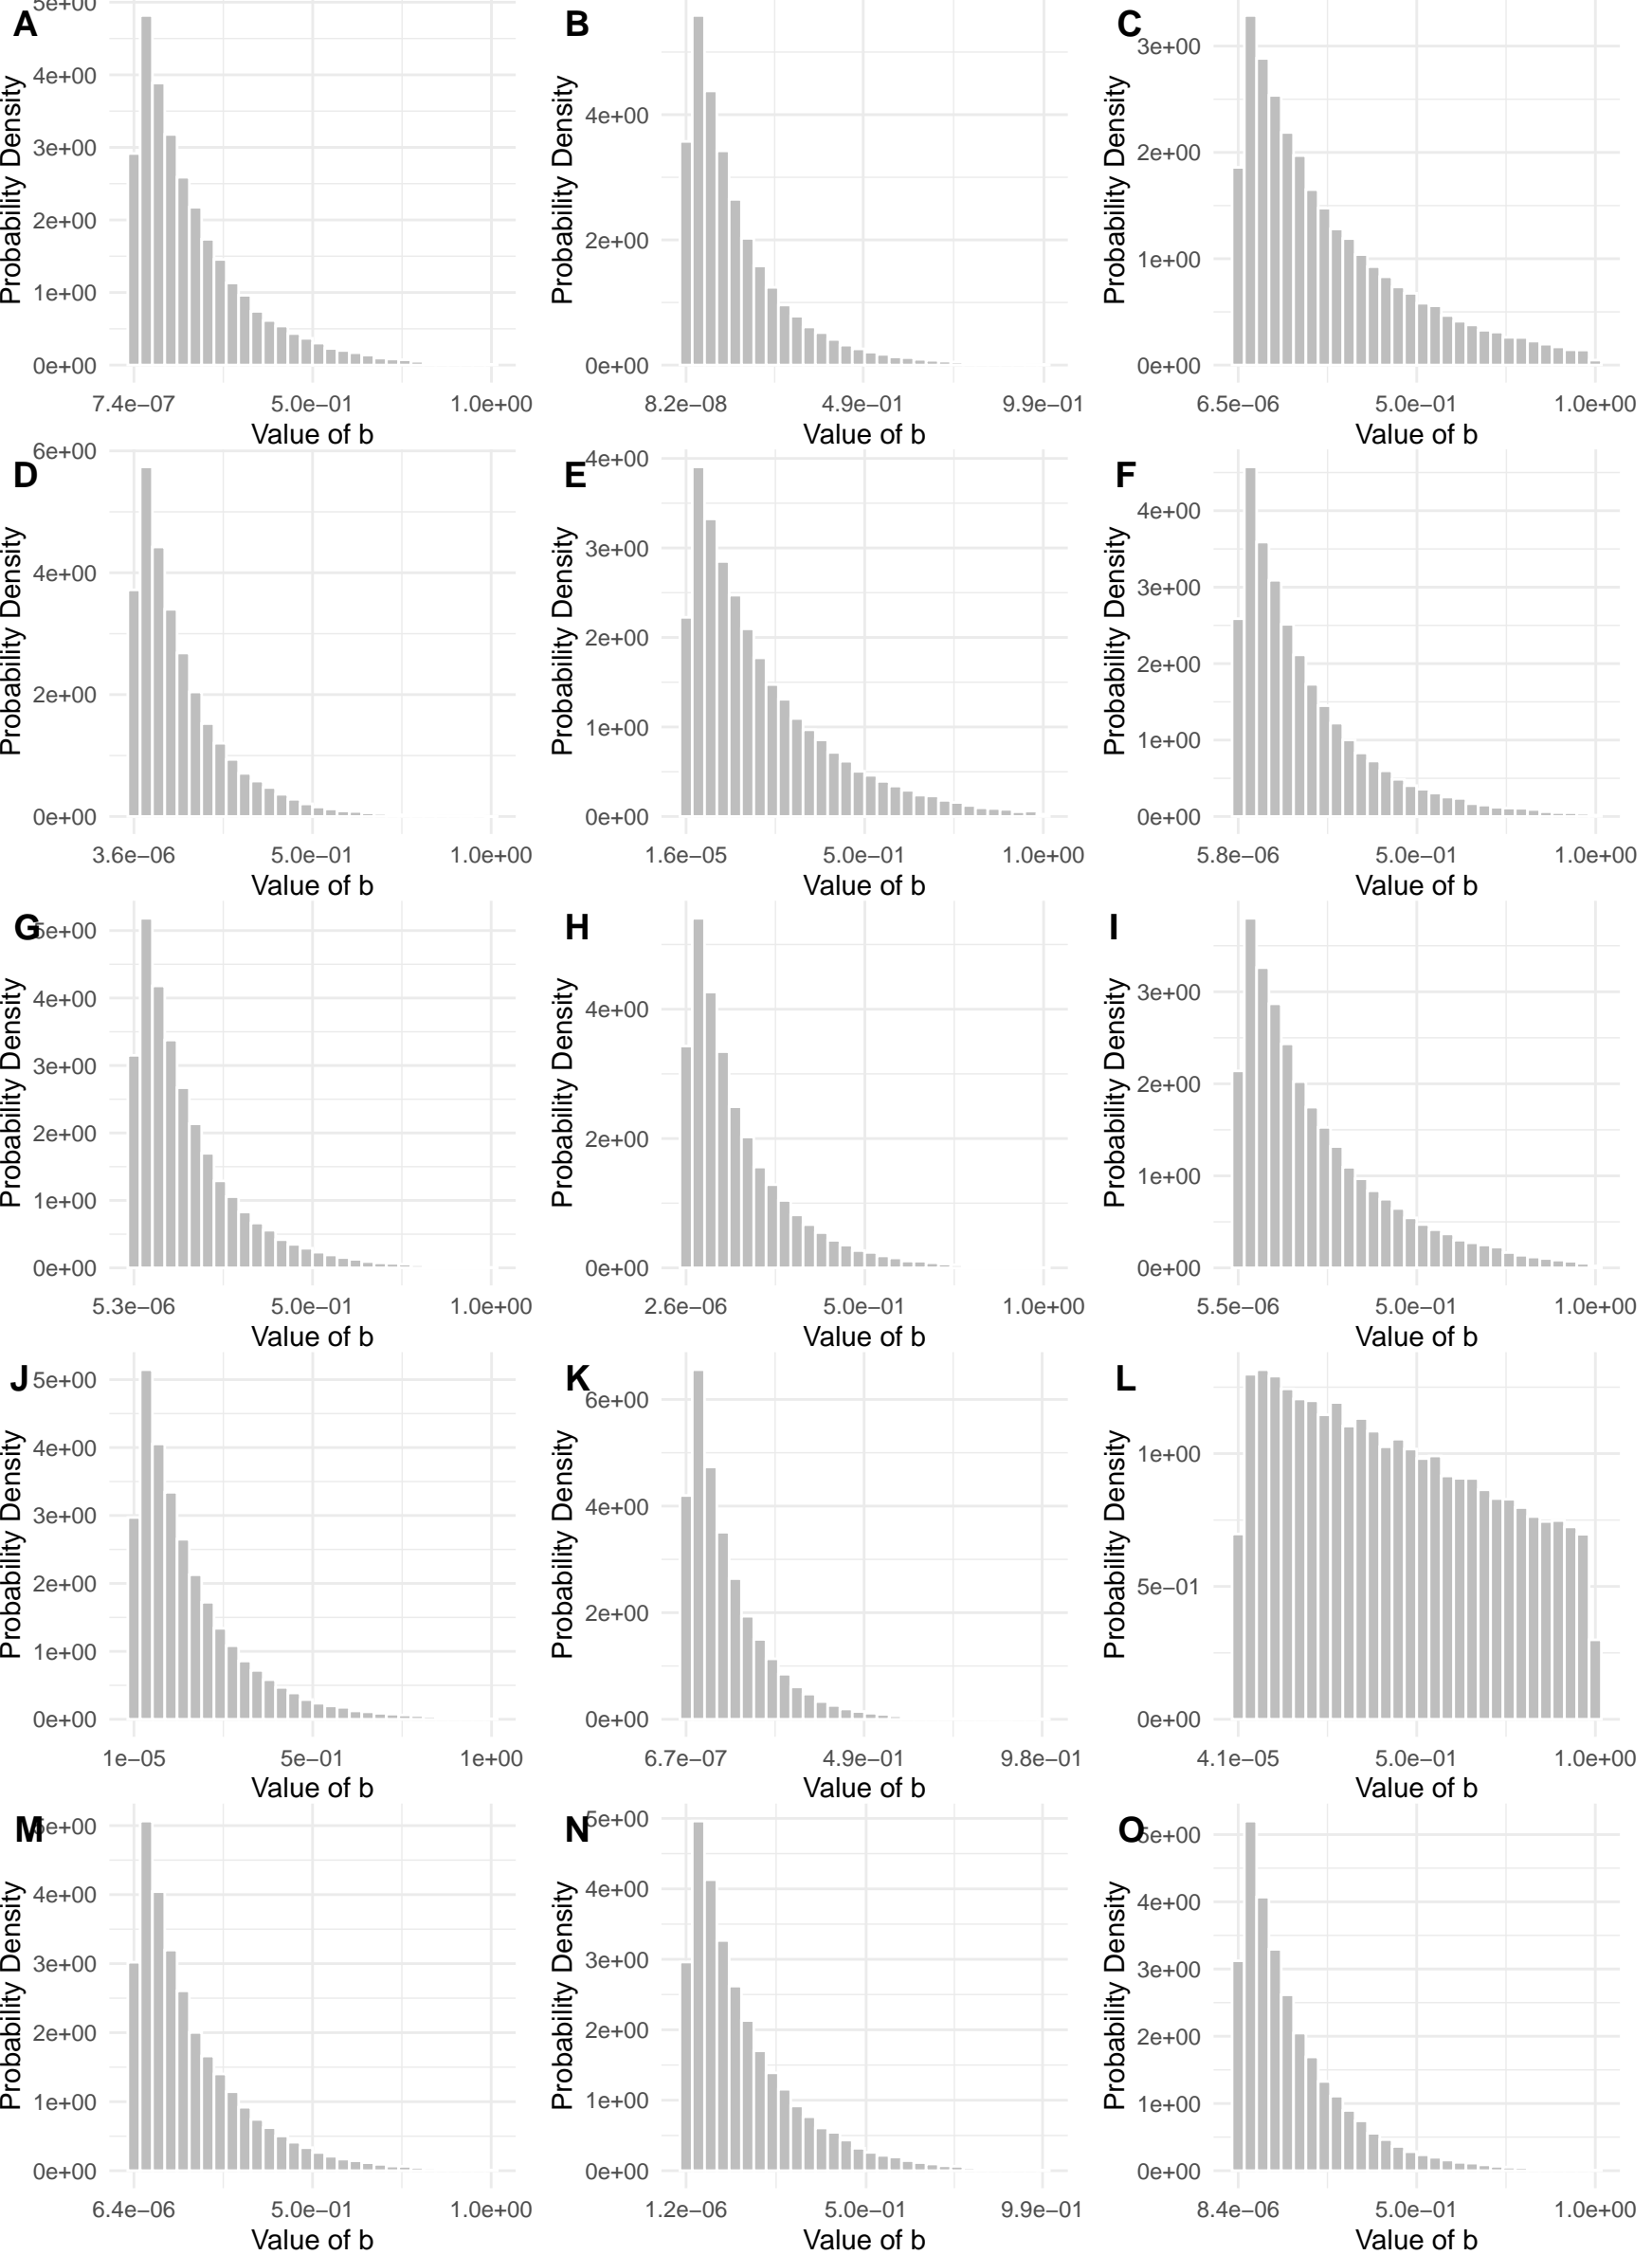 A
5e+00
4e+00
3e+00
2e+00
1e+00
0e+00
Probability Density
7.4e−07 5.0e−01 1.0e+00
Value of b
B
4e+00
2e+00
0e+00
Probability Density
8.2e−08 4.9e−01 9.9e−01
Value of b
C
3e+00
2e+00
1e+00
0e+00
Probability Density
6.5e−06 5.0e−01 1.0e+00
Value of b
D
6e+00
4e+00
2e+00
0e+00
Probability Density
3.6e−06 5.0e−01 1.0e+00
Value of b
E
4e+00
3e+00
2e+00
1e+00
0e+00
Probability Density
1.6e−05 5.0e−01 1.0e+00
Value of b
F
4e+00
3e+00
2e+00
1e+00
0e+00
Probability Density
5.8e−06 5.0e−01 1.0e+00
Value of b
G
5e+00
4e+00
3e+00
2e+00
1e+00
0e+00
Probability Density
5.3e−06 5.0e−01 1.0e+00
Value of b
H
4e+00
2e+00
0e+00
Probability Density
2.6e−06 5.0e−01 1.0e+00
Value of b
I
3e+00
2e+00
1e+00
0e+00
Probability Density
5.5e−06 5.0e−01 1.0e+00
Value of b
J
5e+00
4e+00
3e+00
2e+00
1e+00
0e+00
Probability Density
1e−05 5e−01 1e+00
Value of b
K
6e+00
4e+00
2e+00
0e+00
Probability Density
6.7e−07 4.9e−01 9.8e−01
Value of b
L
1e+00
5e−01
0e+00
Probability Density
4.1e−05 5.0e−01 1.0e+00
Value of b
M
5e+00
4e+00
3e+00
2e+00
1e+00
0e+00
Probability Density
6.4e−06 5.0e−01 1.0e+00
Value of b
N
5e+00
4e+00
3e+00
2e+00
1e+00
0e+00
Probability Density
1.2e−06 5.0e−01 9.9e−01
Value of b
O
5e+00
4e+00
3e+00
2e+00
1e+00
0e+00
Probability Density
8.4e−06 5.0e−01 1.0e+00
Value of b